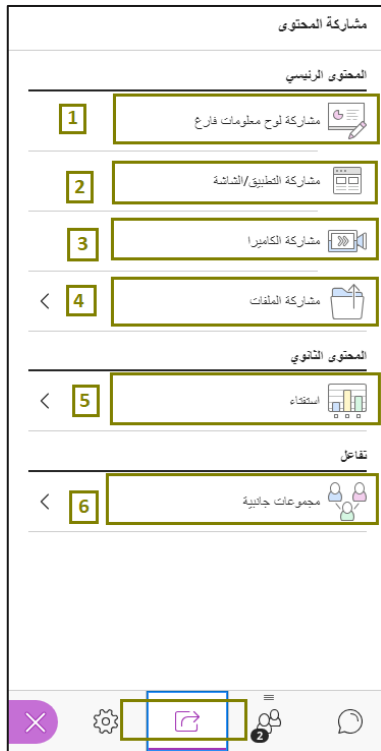 مشاركة المحتوى
المحتوى الرئيسي
مشاركة لوح معلومات فارغ 1
مشاركة التطبيق/الشاشة 2
مشاركة الكاميرا 3
مشاركة الملفات 4
المحتوى الثانوي
استفتاء 5
تفاعل
مجموعات جانبية 6
2